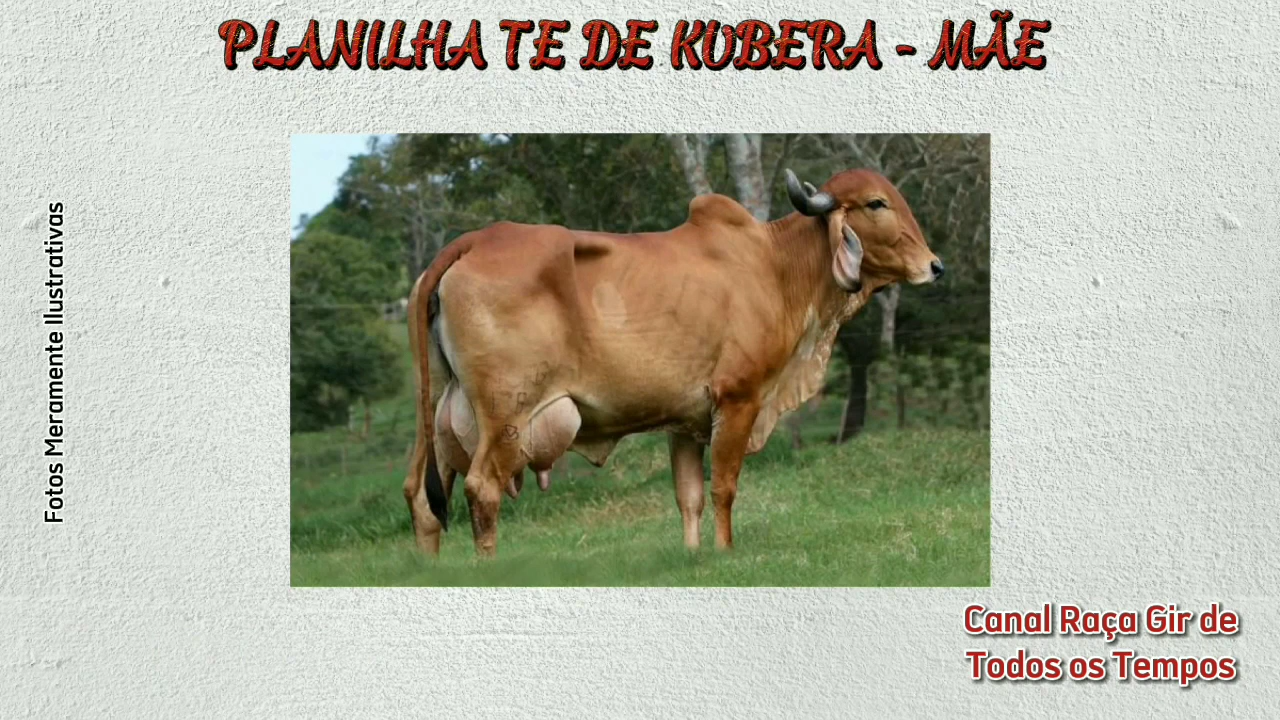 PLANILHA TE DE KUBERA - MÃE
Fotos Meramente Ilustrativas
Canal Raça Gir de
Todos os Tempos